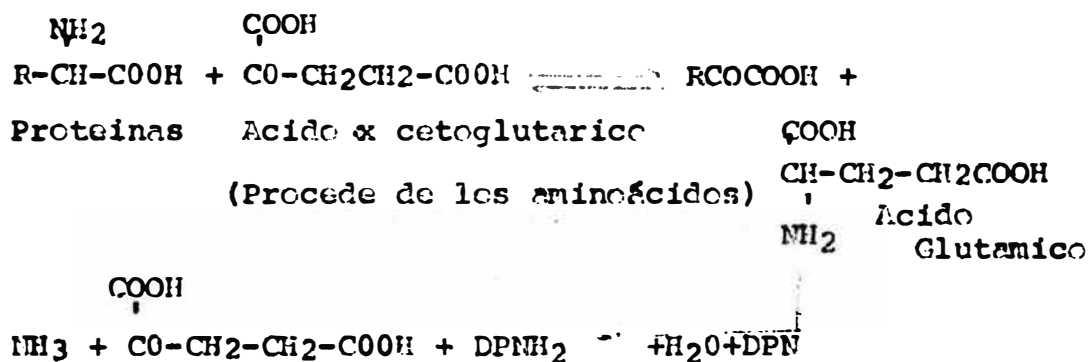 NH2 COOH
R-CH-COOH + CO-CH2CH2-COOH RCOCOOH +
Proteinas Acido α cetoglutarico COOH
(Procede de los aminoácidos) CH-CH2-CH2COOH
NH2 Acido
Glutamico
COOH
NH3 + CO-CH2-CH2-COOH + DPNH2 +H2O+DPN